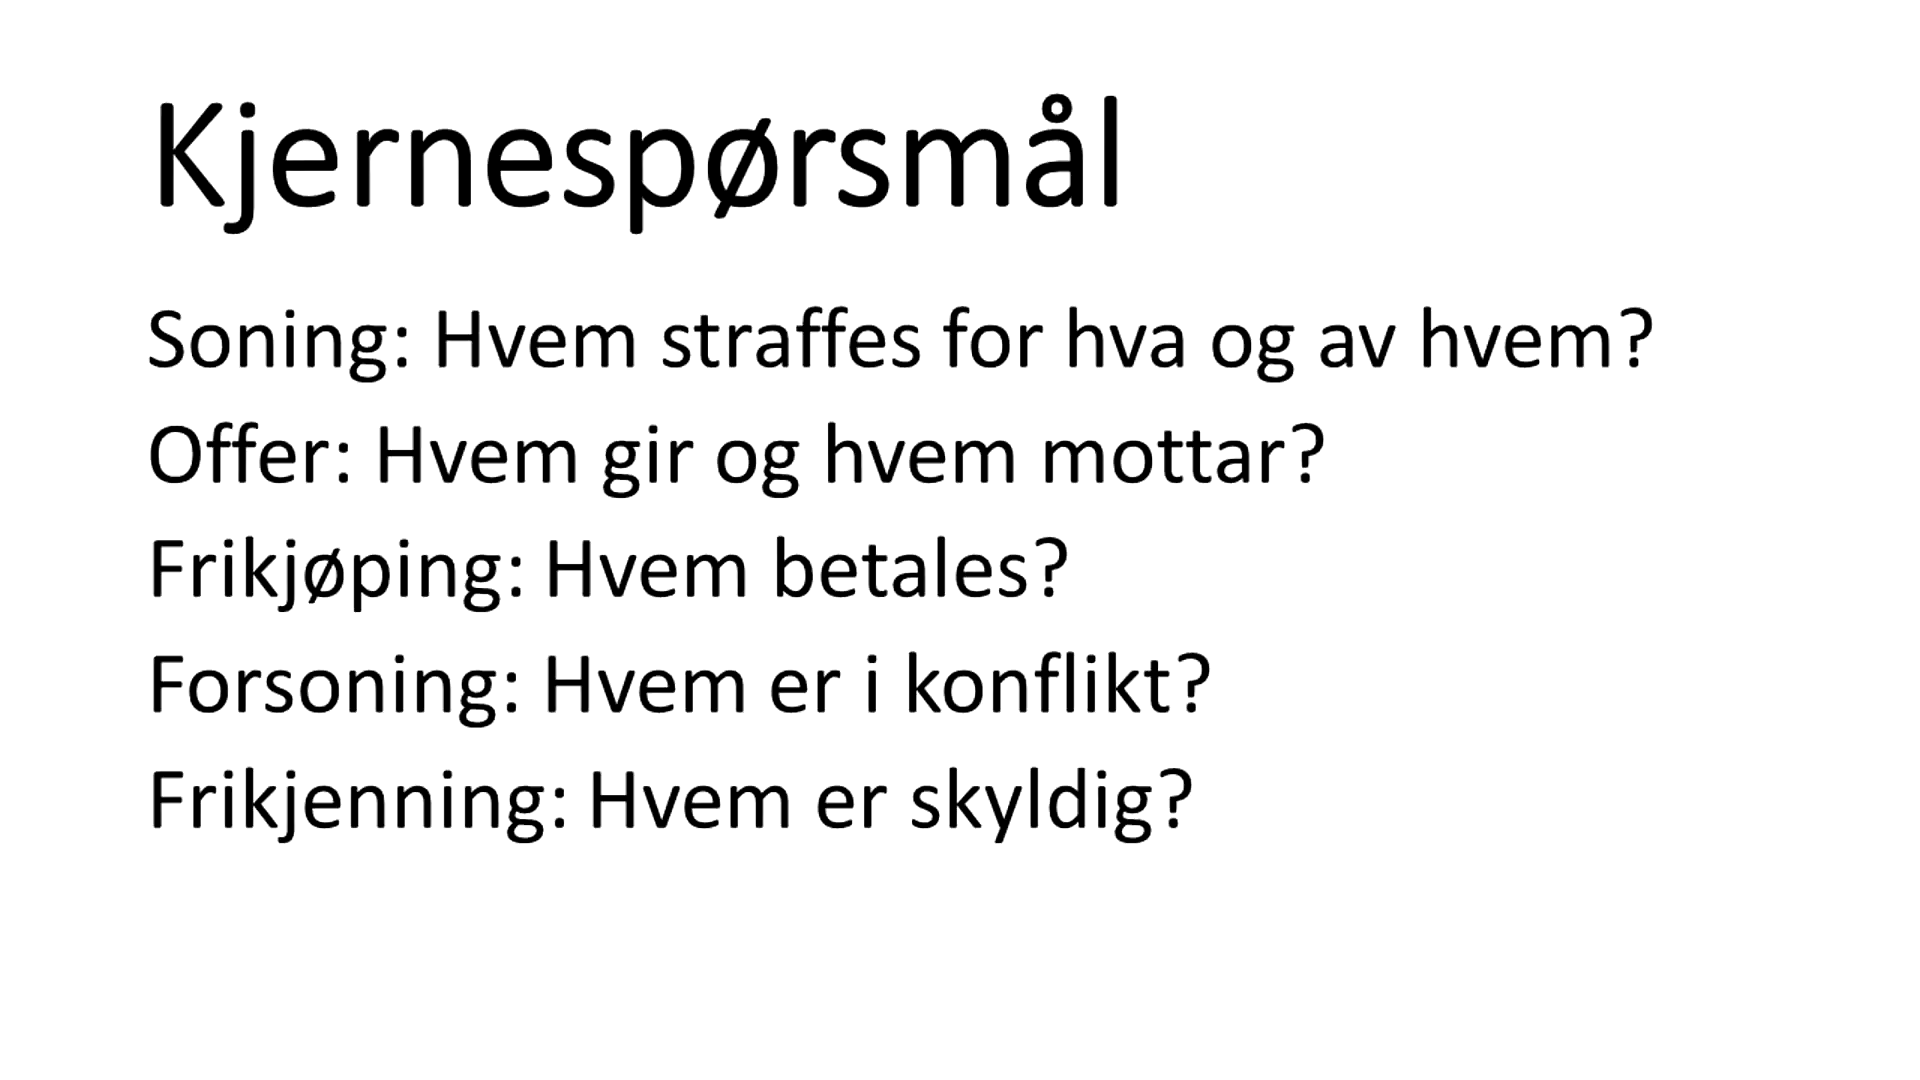 Kjernespørsmål
Soning: Hvem straffes for hva og av hvem?
Offer: Hvem gir og hvem mottar?
Frikjøping: Hvem betales?
Forsoning: Hvem er i konflikt?
Frikjenning: Hvem er skyldig?